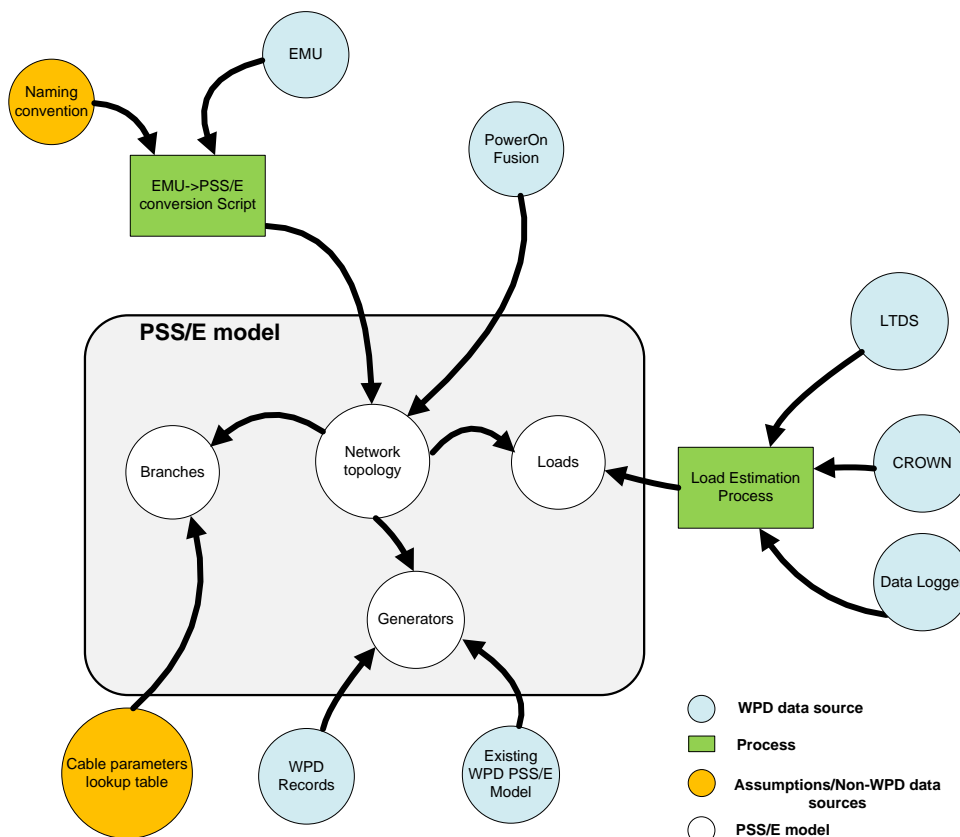 EMU
Naming
convention
PowerOn
Fusion
EMU->PSS/E
conversion Script
LTDS
PSS/E model
Network
topology
Branches
Loads
CROWN
Load Estimation
Process
Data Logger
Generators
WPD data source
Process
Cable parameters
lookup table
WPD
Records
Existing
WPD PSS/E
Model
Assumptions/Non-WPD data
sources
PSS/E model